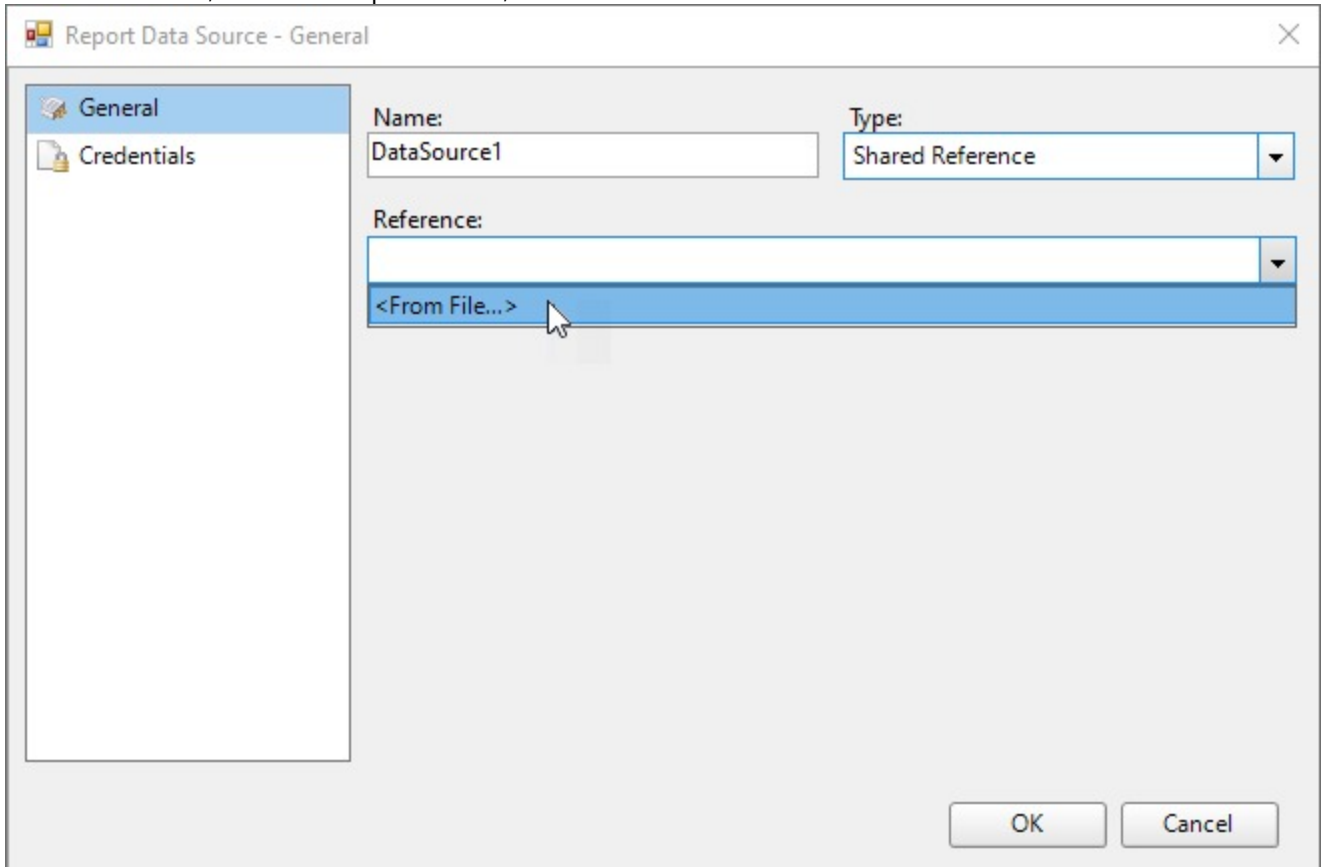 Report Data Source - General
General
Credentials
Name:
Type:
DataSource1
Shared Reference
Reference:
<From File...>
OK
Cancel